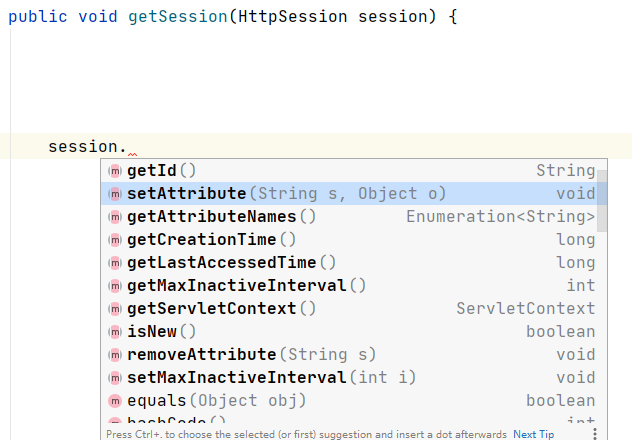 public void getSession(HttpSession session) {
session.
m getId() String
m setAttribute(String s, Object o) void
m getAttributeNames() Enumeration<String>
m getCreationTime() long
m getLastAccessedTime() long
m getMaxInactiveInterval() int
m getServletContext() ServletContext
m isNew() boolean
m removeAttribute(String s) void
m setMaxInactiveInterval(int i) void
m equals(Object obj) boolean
m hashCode() int
Press Ctrl+. to choose the selected (or first) suggestion and insert a dot afterwards Next Tip